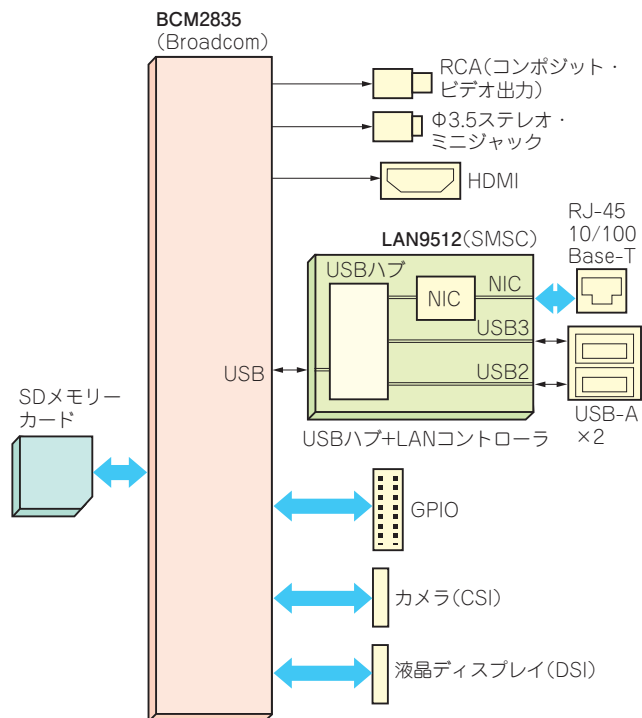 BCM2835
(Broadcom)
RCA(コンポジット・
ビデオ出力)
Φ3.5ステレオ・
ミニジャック
HDMI
RJ-45
10/100
Base-T
LAN9512(SMSC)
USBハブ
NIC
NIC
USB3
USB
USB2
USB-A
×2
USBハブ+LANコントローラ
SDメモリー
カード
GPIO
カメラ(CSI)
液晶ディスプレイ(DSI)